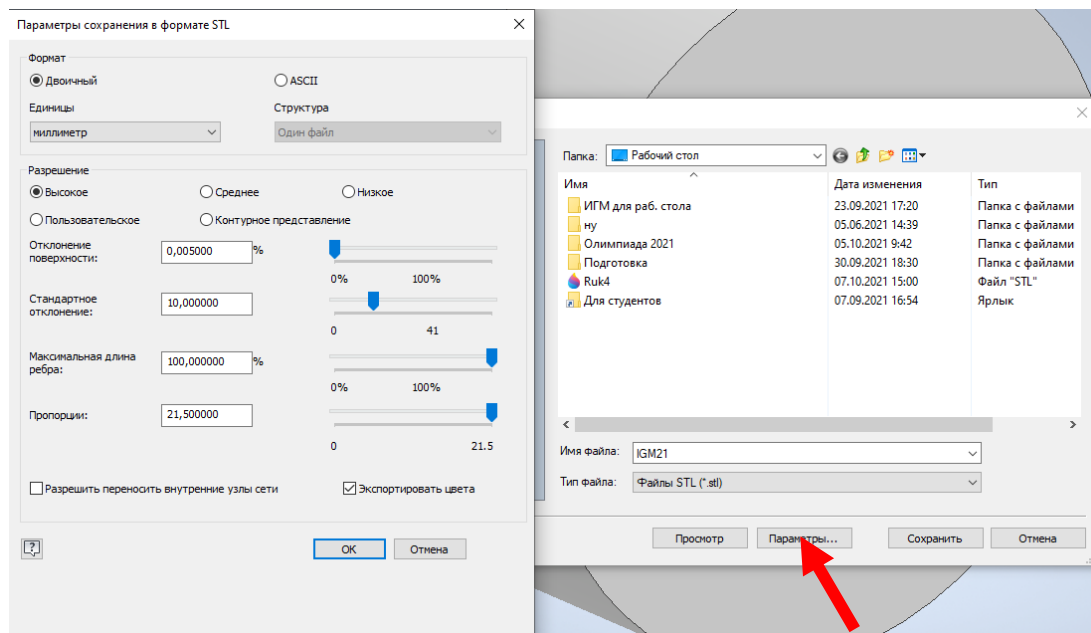 Параметры сохранения в формате STL
Формат
Двоичный ASCII
Единицы Структура
миллиметр Один файл
Разрешение
Высокое Среднее Низкое
Пользовательское Контурное представление
Отклонение
поверхности:
0,005000 %
0% 100%
Стандартное
отклонение:
10,000000
0 41
Максимальная длина
ребра:
100,000000 %
0% 100%
Пропорции:
21,500000
0 21.5
Разрешить переносить внутренние узлы сети Экспортировать цвета
ОК Отмена
Папка: Рабочий стол
Имя Дата изменения Тип
ИГМ для раб. стола 23.09.2021 17:20 Папка с файлами
ну 05.06.2021 14:39 Папка с файлами
Олимпиада 2021 05.10.2021 9:42 Папка с файлами
Подготовка 30.09.2021 18:30 Папка с файлами
Ruk4 07.10.2021 15:00 Файл "STL"
Для студентов 07.09.2021 16:54 Ярлык
Имя файла: IGM21
Тип файла: Файлы STL (*.stl)
Просмотр Параметры... Сохранить Отмена